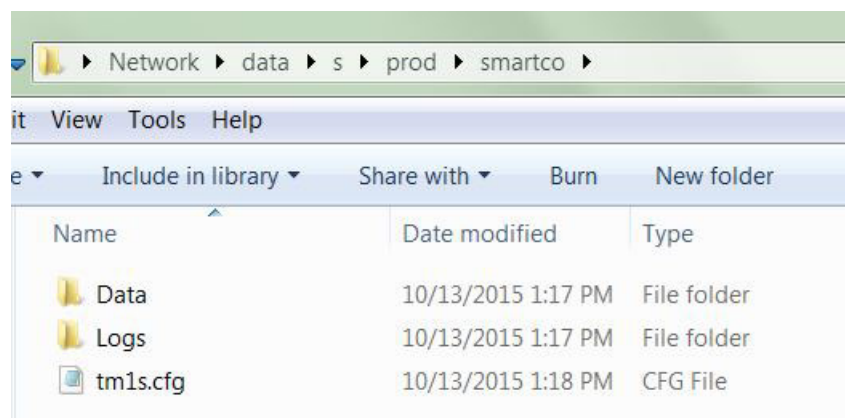 Network data s prod smartco
it View Tools Help
e Include in library Share with Burn New folder
Name Date modified Type
Data 10/13/2015 1:17 PM File folder
Logs 10/13/2015 1:17 PM File folder
tm1s.cfg 10/13/2015 1:18 PM CFG File